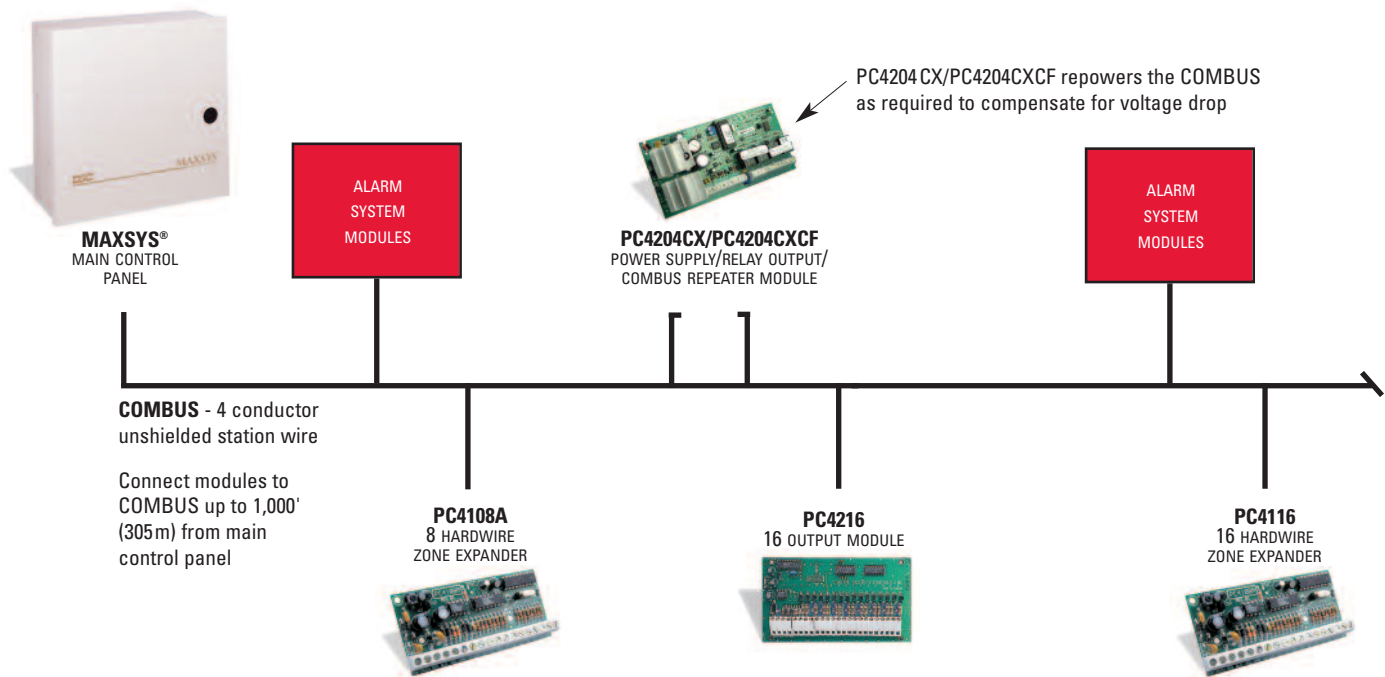 PC4204CX/PC4204CXCF repowers the COMBUS
as required to compensate for voltage drop
ALARM
SYSTEM
MODULES
ALARM
SYSTEM
MODULES
DSC
MAXSYS
MAXSYS®
MAIN CONTROL
PANEL
PC4204CX/PC4204CXCF
POWER SUPPLY/RELAY OUTPUT/
COMBUS REPEATER MODULE
COMBUS - 4 conductor
unshielded station wire
Connect modules to
COMBUS up to 1,000'
(305m) from main
control panel
PC4108A
8 HARDWIRE
ZONE EXPANDER
PC4216
16 OUTPUT MODULE
PC4116
16 HARDWIRE
ZONE EXPANDER